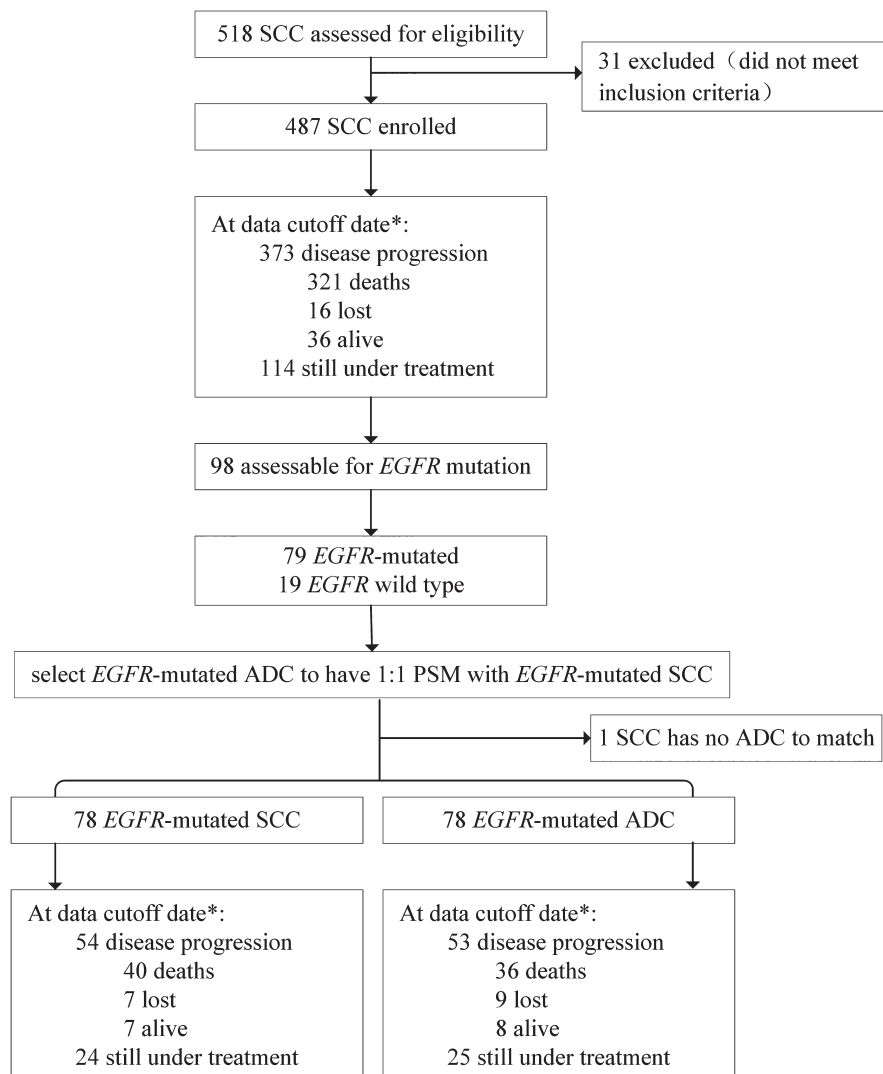 518 SCC assessed for eligibility
31 excluded（did not meet
inclusion criteria）
487 SCC enrolled
At data cutoff date*:
373 disease progression
321 deaths
16 lost
36 alive
114 still under treatment
98 assessable for EGFR mutation
79 EGFR-mutated
19 EGFR wild type
select EGFR-mutated ADC to have 1:1 PSM with EGFR-mutated SCC
1 SCC has no ADC to match
78 EGFR-mutated SCC
78 EGFR-mutated ADC
At data cutoff date*:
54 disease progression
40 deaths
7 lost
7 alive
24 still under treatment
At data cutoff date*:
53 disease progression
36 deaths
9 lost
8 alive
25 still under treatment